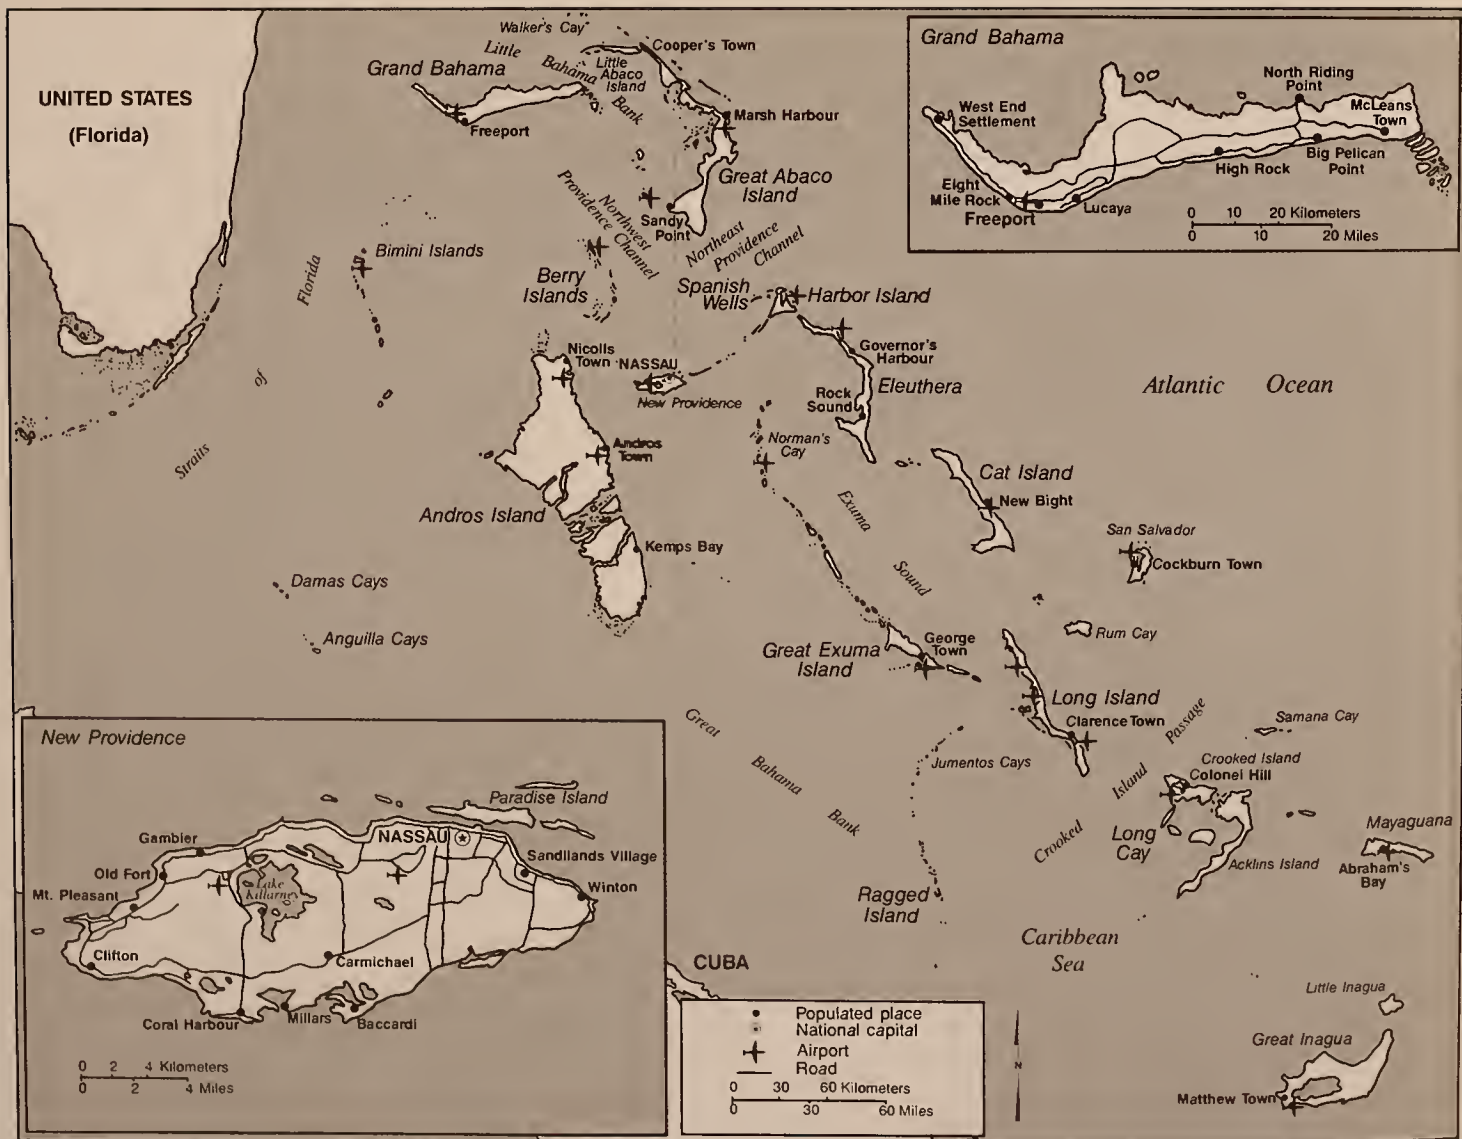 UNITED STATES
(Florida)
Walker's Cay
Little
Bahama
Bank
Cooper's Town
Little
Abaco
Island
Grand Bahama
Freeport
Marsh Harbour
Great Abaco
Island
Sandy
Point
Northwest
Providence Channel
Northeast
Providence
Channel
Bimini Islands
Straits
of
Florida
Berry
Islands
Spanish
Wells
Harbor Island
Governor's
Harbour
Eleuthera
Rock
Sound
Nicolls
Town
NASSAU
New Providence
Andros
Town
Andros Island
Kemps Bay
Norman's
Cay
Exuma
Sound
Cat Island
New Bight
Atlantic Ocean
San Salvador
Cockburn Town
Rum Cay
Damas Cays
Anguilla Cays
Great Exuma
Island
George
Town
Long Island
Clarence Town
Great
Bahama
Bank
Jumentos Cays
Ragged
Island
Crooked
Island
Passage
Samana Cay
Crooked Island
Colonel Hill
Long
Cay
Acklins Island
Mayaguana
Abraham's
Bay
Caribbean
Sea
CUBA
Little Inagua
Great Inagua
Matthew Town
Grand Bahama
West End
Settlement
North Riding
Point
McLeans
Town
Eight
Mile Rock
Freeport
Lucaya
High Rock
Big Pelican
Point
0 10 20 Kilometers
0 10 20 Miles
New Providence
Paradise Island
NASSAU
Gambier
Old Fort
Mt. Pleasant
Lake
Killarney
Sandilands Village
Winton
Clifton
Carmichael
Coral Harbour
Millars
Baccardi
0 2 4 Kilometers
0 2 4 Miles
Populated place
National capital
Airport
Road
0 30 60 Kilometers
0 30 60 Miles
N